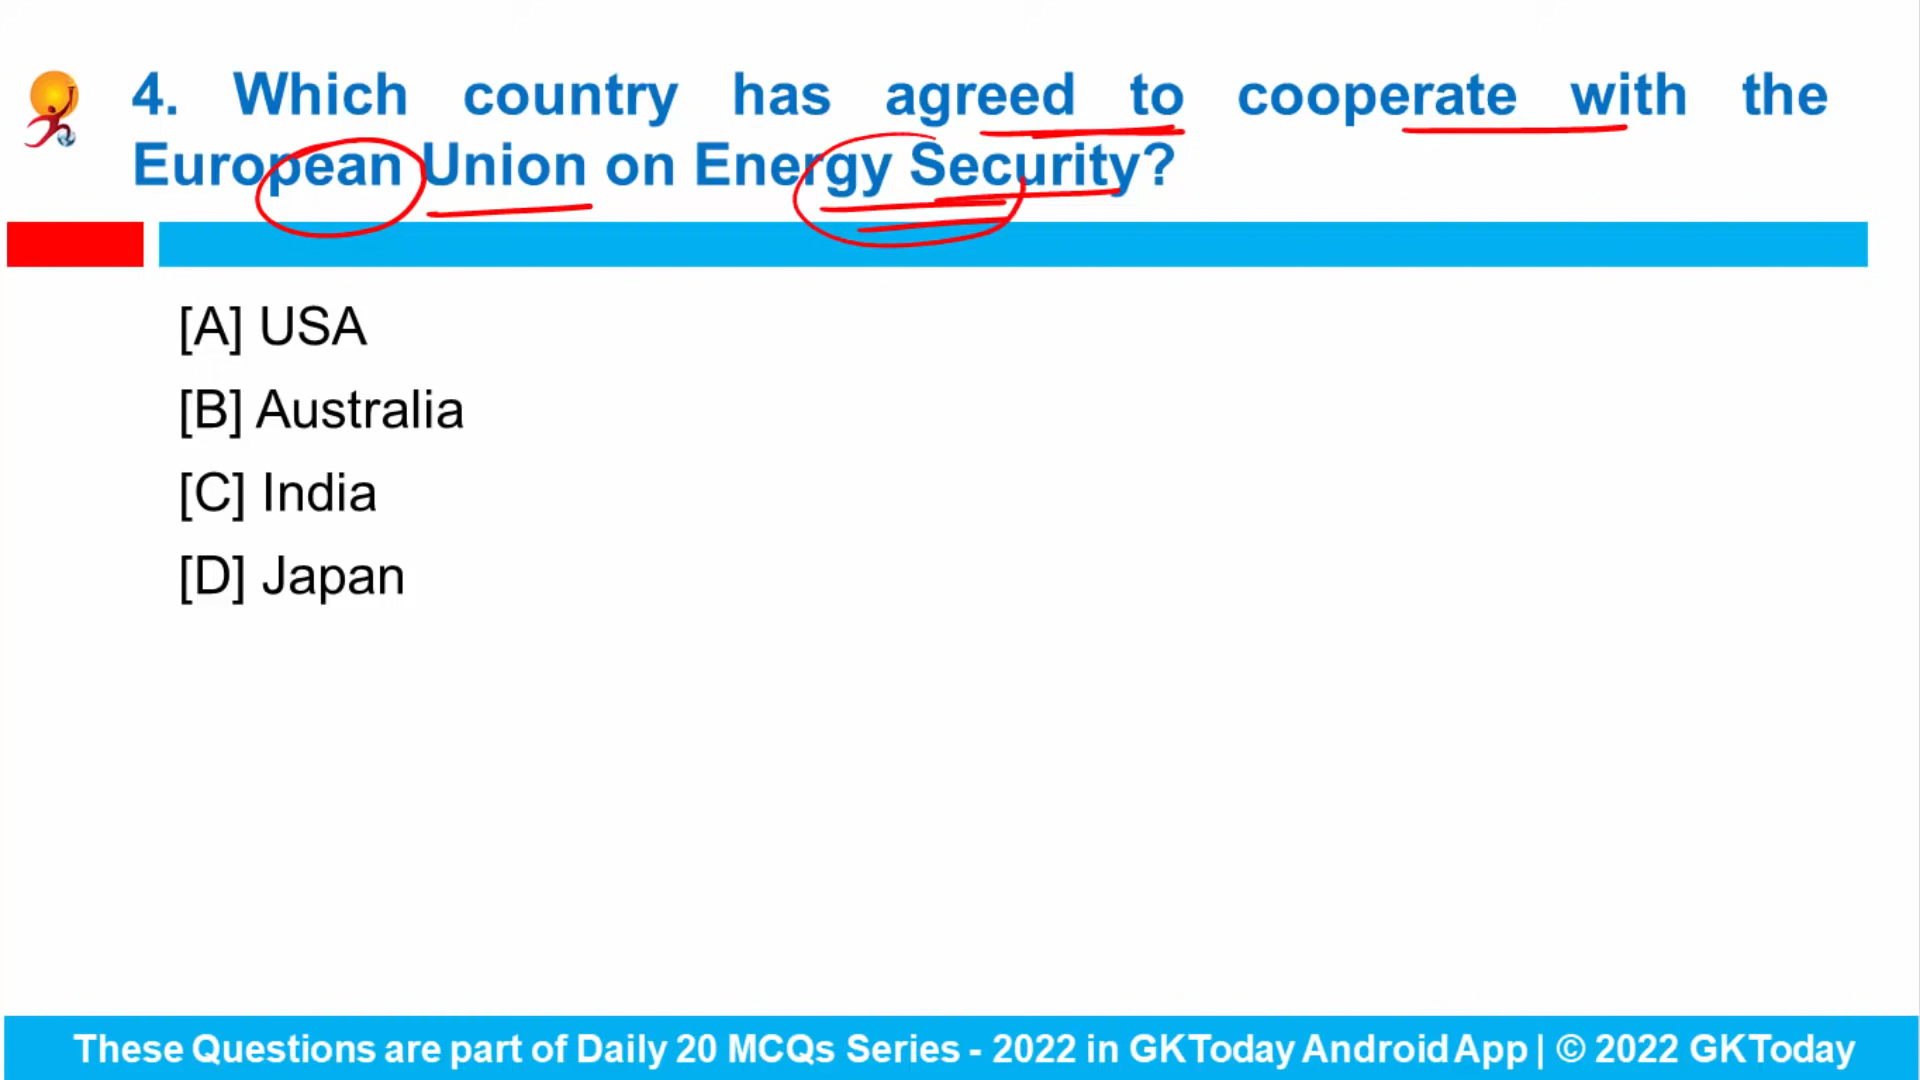 4. Which country has agreed to cooperate with the
European Union on Energy Security?
[A] USA
[B] Australia
[C] India
[D] Japan
These Questions are part of Daily 20 MCQs Series - 2022 in GKToday Android App | © 2022 GKToday